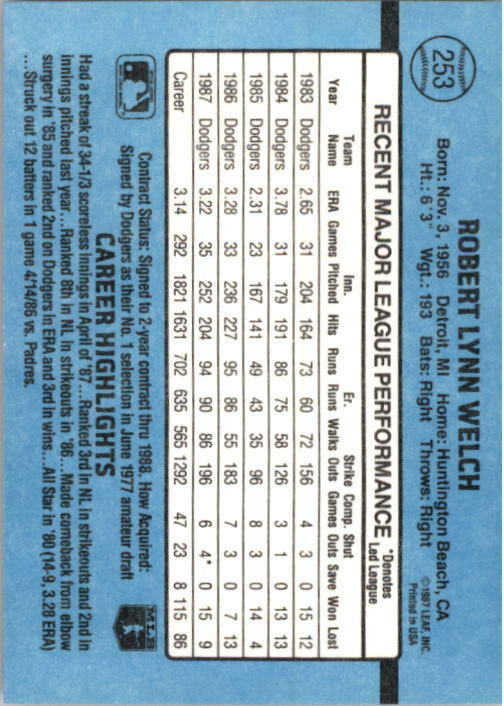 253
ROBERT LYNN WELCH
Born: Nov. 3, 1956 Detroit, MI Home: Huntington Beach, CA
Ht.: 6'3" Wgt.: 193 Bats: Right Throws: Right
©1987 LEAF, INC.
Printed in USA
RECENT MAJOR LEAGUE PERFORMANCE *Denotes Led League
Year Team Name ERA Games Inn. Pitched Hits Runs Er. Runs Walks Strike Outs Comp. Games Shut Outs Save Won Lost
1983 Dodgers 2.65 31 204 164 73 60 72 156 4 3 0 15 12
1984 Dodgers 3.78 31 179 191 86 75 58 126 3 1 0 13 13
1985 Dodgers 2.31 23 167 141 49 43 35 96 8 3 0 14 4
1986 Dodgers 3.28 33 236 227 95 86 55 183 7 3 0 7 13
1987 Dodgers 3.22 35 252 204 94 90 86 196 6 4* 0 15 9
Career 3.14 292 1821 1631 702 635 565 1292 47 23 8 115 86
Contract Status: Signed to 2-year contract thru 1988. How Acquired:
Signed by Dodgers as their No. 1 selection in June 1977 amateur draft
MLB
CAREER HIGHLIGHTS
Had a streak of 34-1/3 scoreless innings in April of '87...Ranked 3rd in NL in strikeouts and 2nd in
innings pitched last year...Ranked 8th in NL in strikeouts in '86...Made comeback from elbow
surgery in '85 and ranked 2nd on Dodgers in ERA and 3rd in wins...All Star in '80 (14-9, 3.28 ERA)
...Struck out 12 batters in 1 game 4/14/86 vs. Padres.